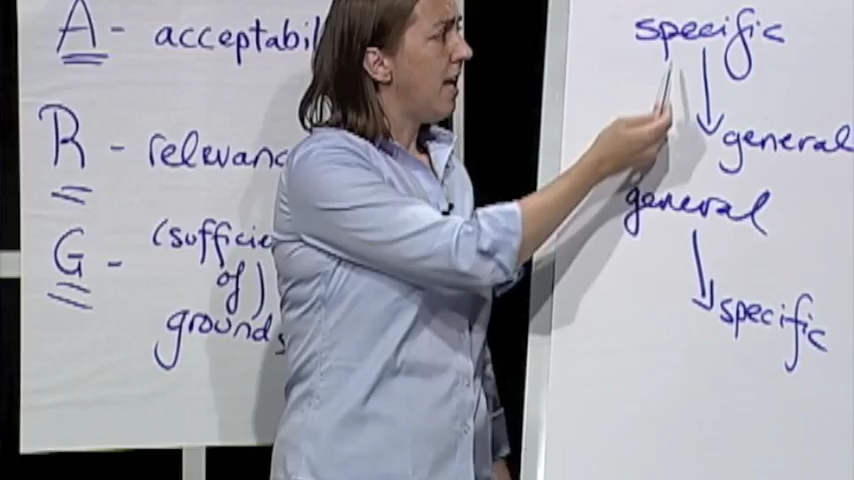 A - acceptabil
R - relevanc
G - (sufficie
of)
grounds
specific
general
general
specific